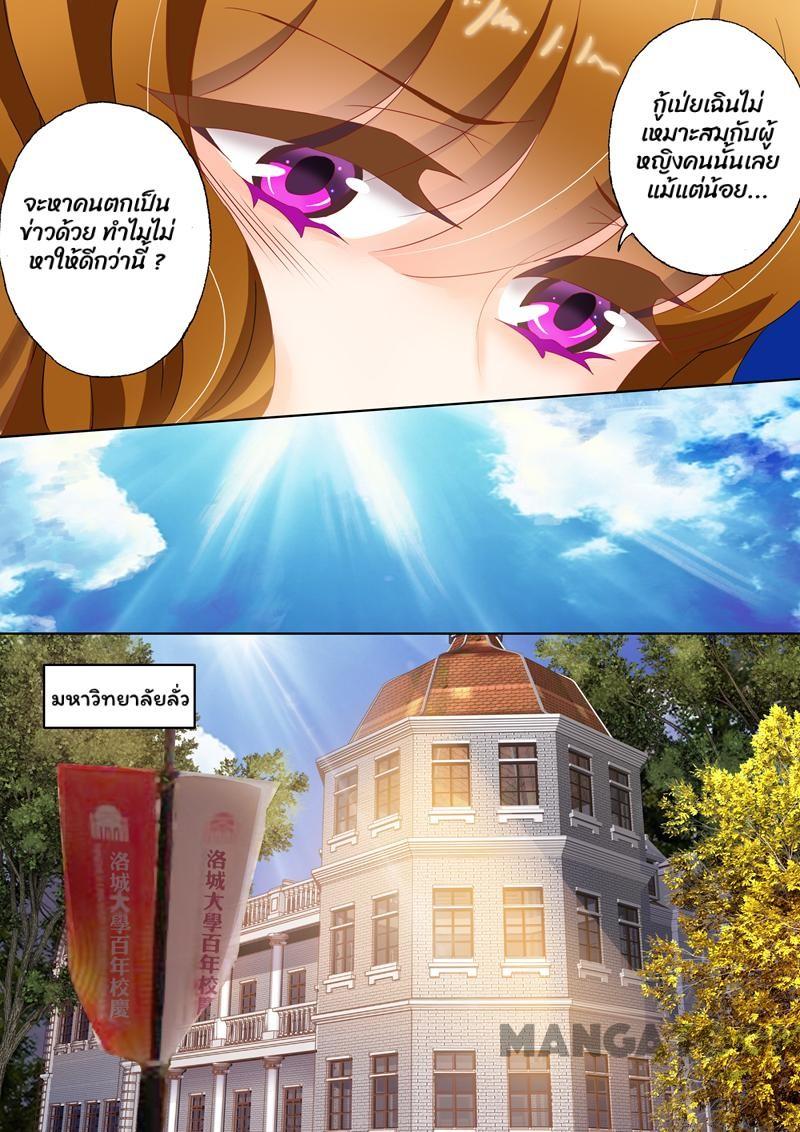 กู้เป่ยเฉินไม่
เหมาะสมกับผู้
หญิงคนนั้นเลย
แม้แต่น้อย...
จะหาคนตกเป็น
ข่าวด้วย ทำไมไม่
หาให้ดีกว่านี้ ?
มหาวิทยาลัยลั่ว
洛城大學百年校慶
洛城大學百年校慶
MANGA